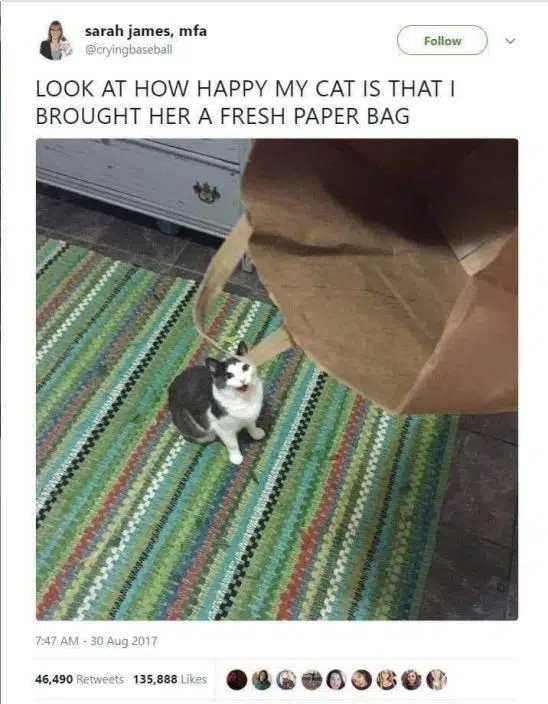 sarah james, mfa
@cryingbaseball
Follow
LOOK AT HOW HAPPY MY CAT IS THAT I
BROUGHT HER A FRESH PAPER BAG
7:47 AM - 30 Aug 2017
46,490 Retweets 135,888 Likes